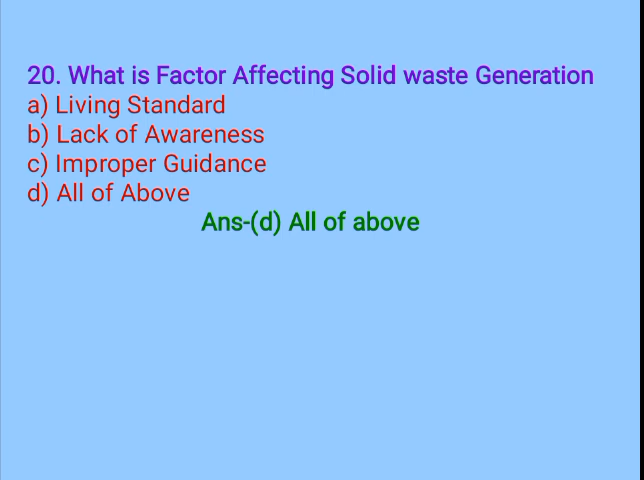 20. What is Factor Affecting Solid waste Generation
a) Living Standard
b) Lack of Awareness
c) Improper Guidance
d) All of Above
Ans-(d) All of above